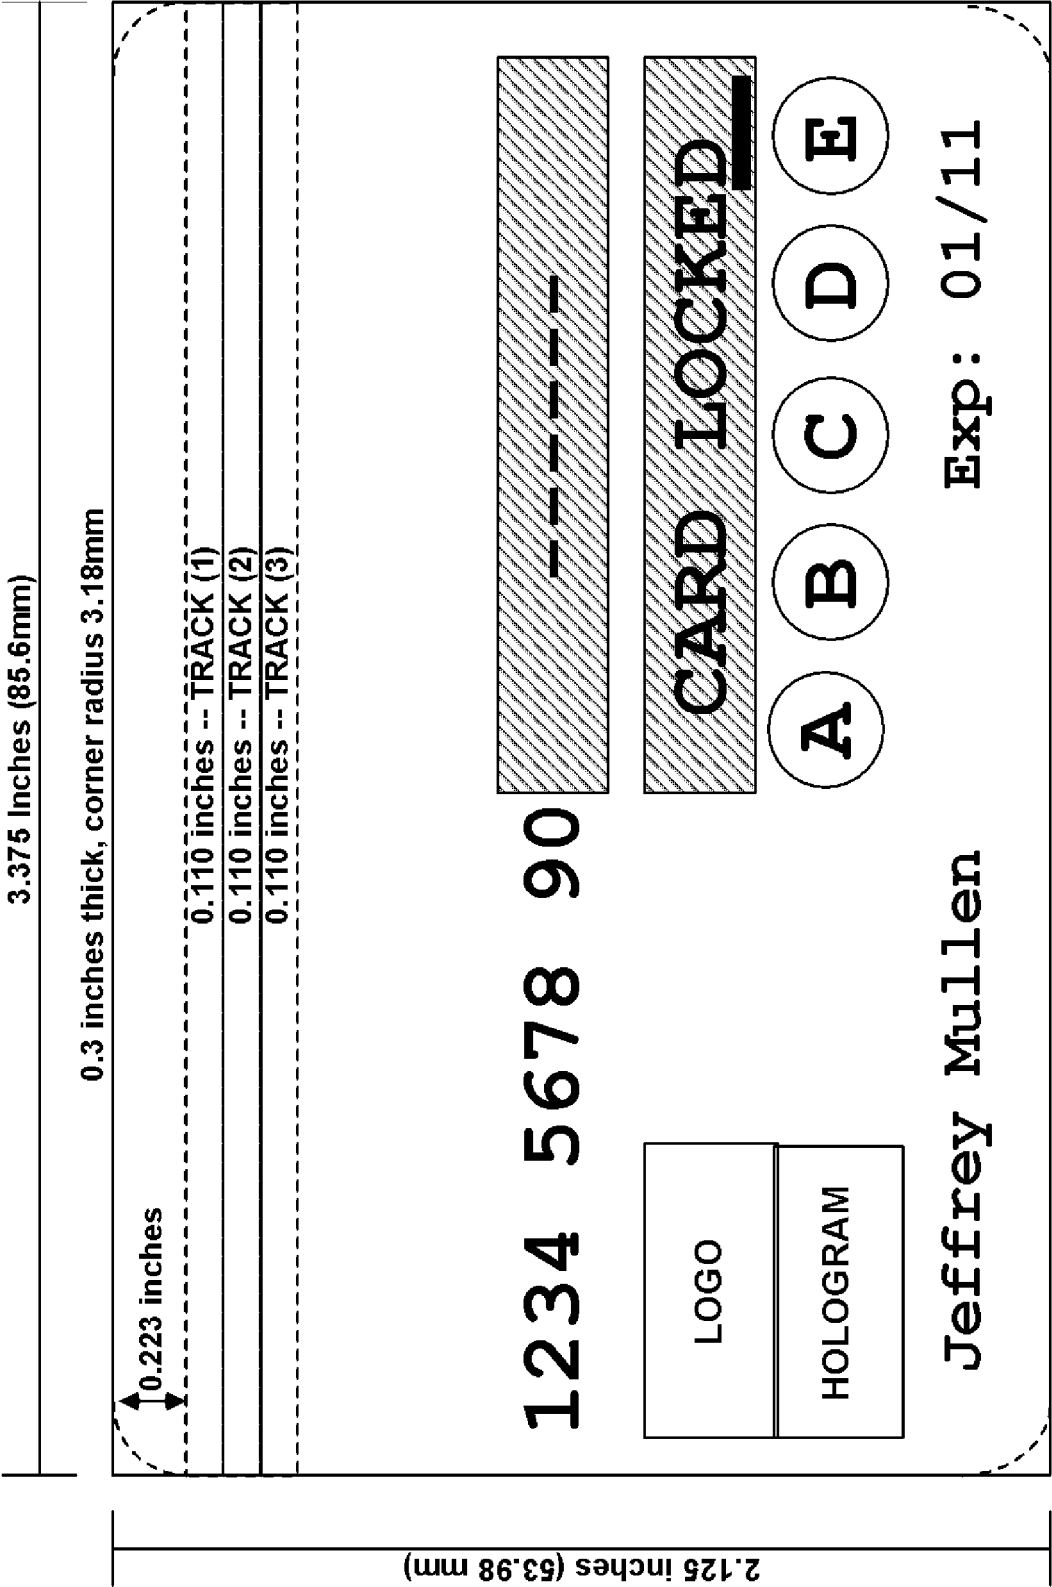 3.375 Inches (85.6mm)
0.3 inches thick, corner radius 3.18mm
0.223 inches
0.110 inches -- TRACK (1)
0.110 inches -- TRACK (2)
0.110 inches -- TRACK (3)
2.125 inches (53.98 mm)
1234 5678 90
------
LOGO
CARD LOCKED_
HOLOGRAM
A B C D E
Jeffrey Mullen Exp: 01/11